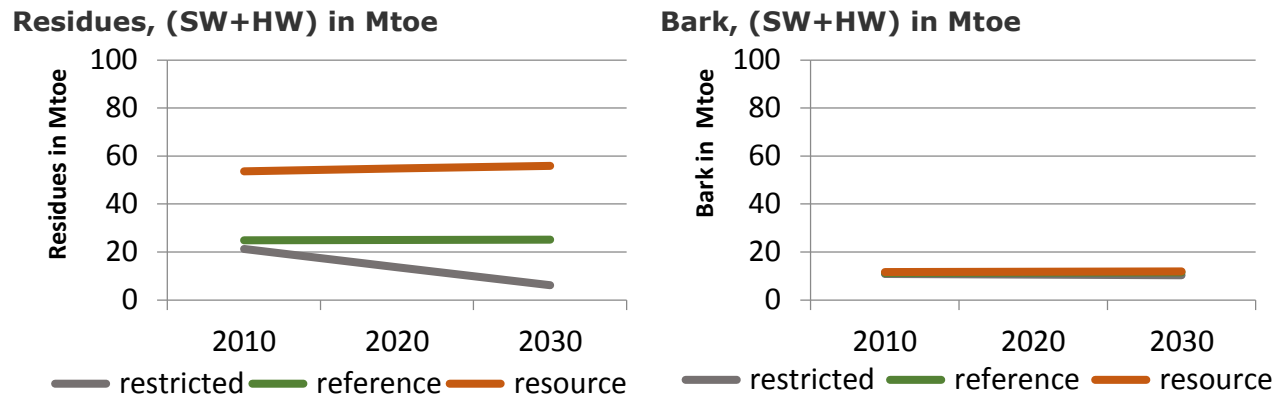 Residues, (SW+HW) in Mtoe
Residues in Mtoe
100
80
60
40
20
0
2010 2020 2030
restricted reference resource
Bark, (SW+HW) in Mtoe
Bark in Mtoe
100
80
60
40
20
0
2010 2020 2030
restricted reference resource